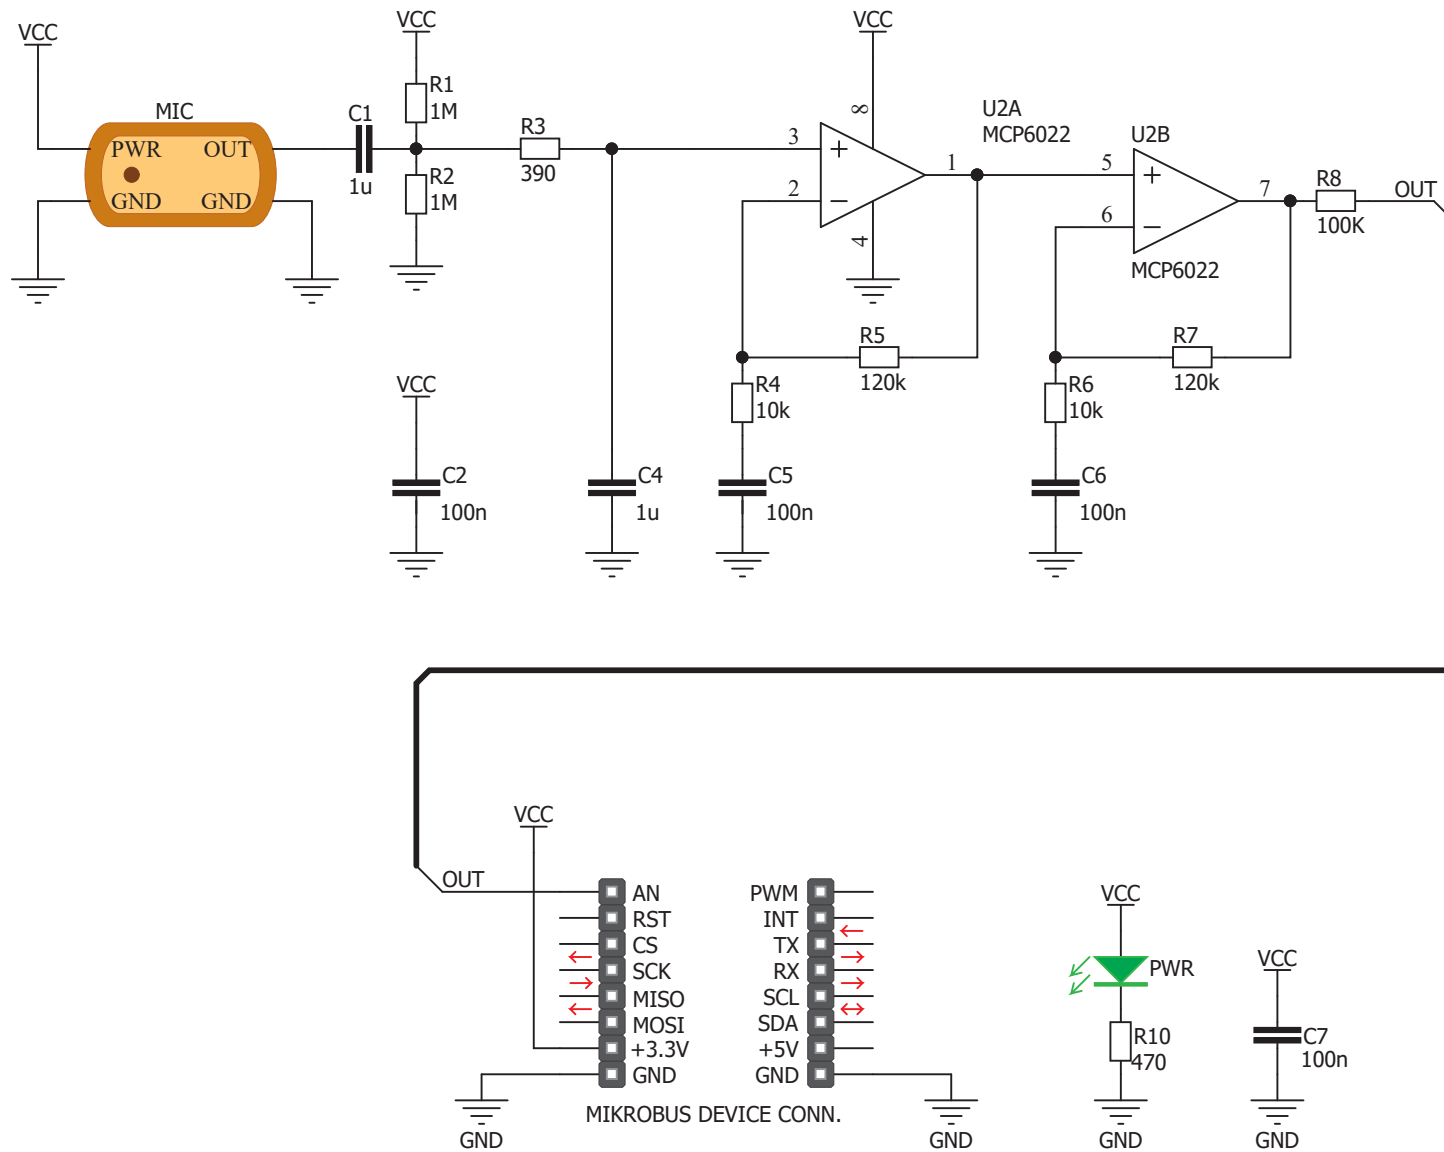 VCC
VCC
VCC
MIC
PWR
OUT
GND
GND
C1
1u
R1
1M
R2
1M
R3
390
3
2
8
4
1
U2A
MCP6022
U2B
5
6
7
MCP6022
R8
100K
OUT
R5
120k
R4
10k
R7
120k
R6
10k
VCC
C2
100n
C4
1u
C5
100n
C6
100n
VCC
OUT
AN
RST
CS
SCK
MISO
MOSI
+3.3V
GND
PWM
INT
TX
RX
SCL
SDA
+5V
GND
MIKROBUS DEVICE CONN.
GND
GND
VCC
PWR
R10
470
GND
VCC
C7
100n
GND